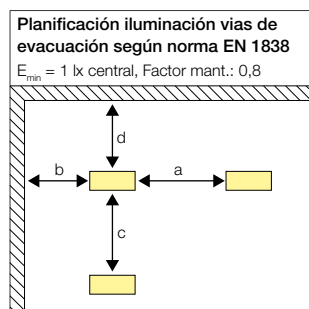 Planificación iluminación vias de
evacuación según norma EN 1838
Emin = 1 lx central, Factor mant.: 0,8
d
b
a
c